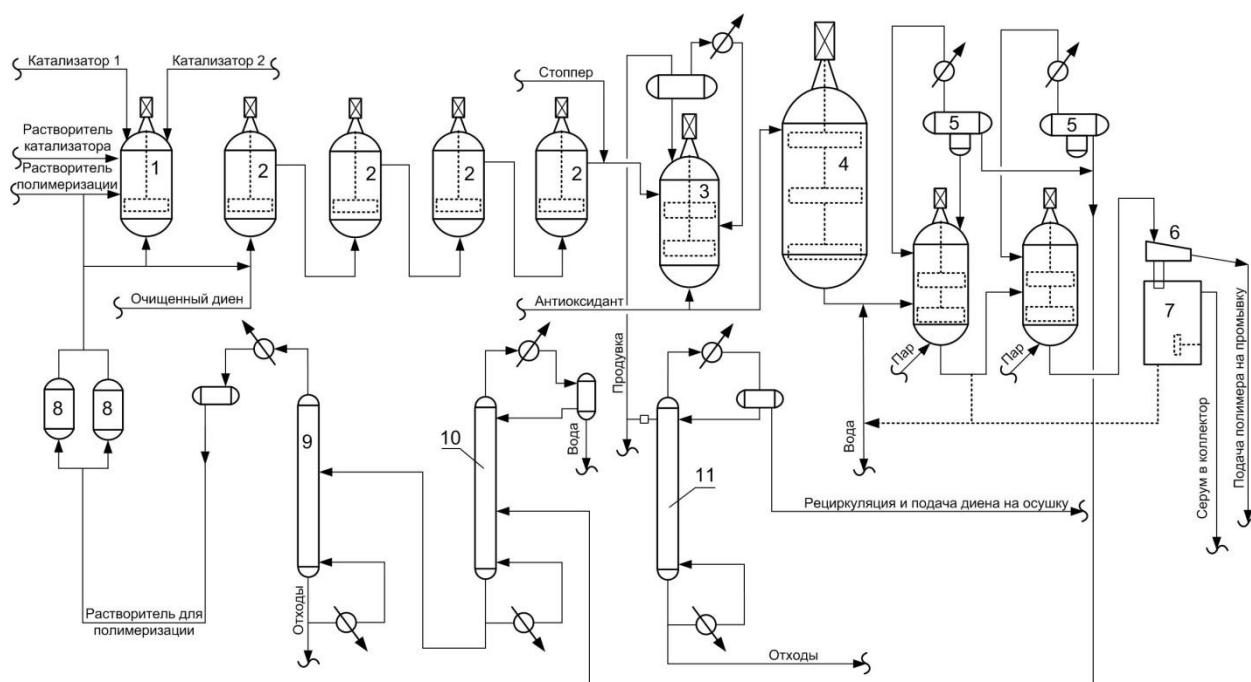 Катализатор 1
Катализатор 2
Стоппер
Растворитель
катализатора
Растворитель
полимеризации
1
2
2
2
2
3
4
5
5
6
7
Очищенный диен
Антиоксидант
Пар
Пар
Продувка
Вода
Вода
8
8
9
10
11
Рециркуляция и подача диена на осушку
Серум в коллектор
Подача полимера на промывку
Растворитель для
полимеризации
Отходы
Отходы